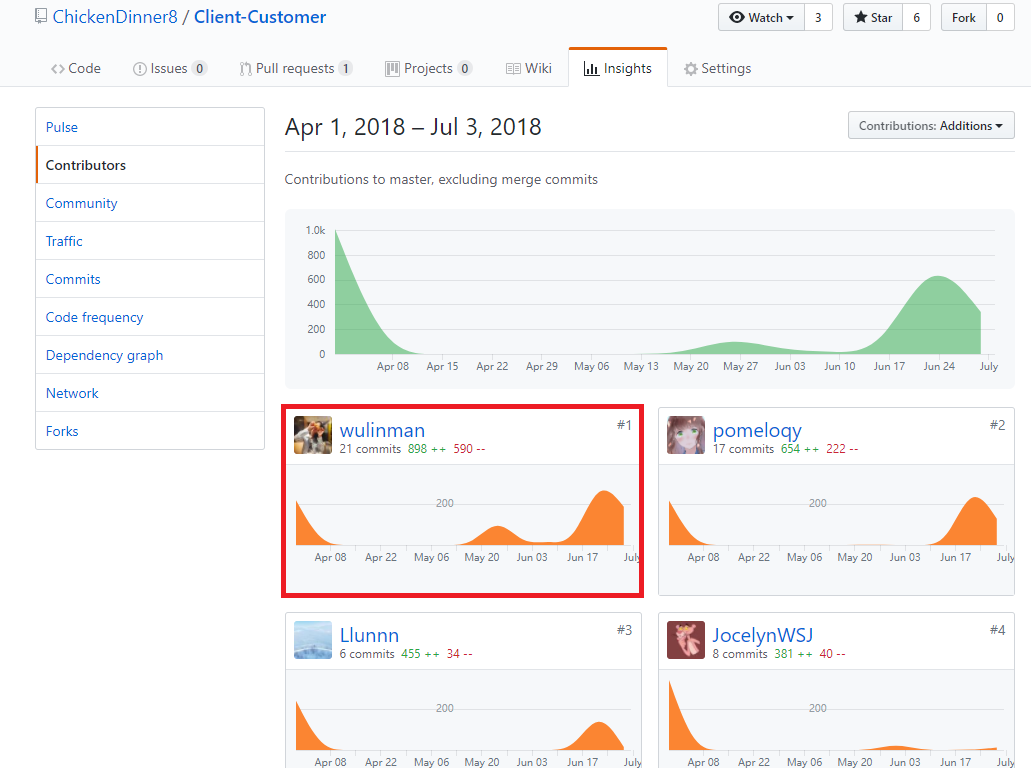 ChickenDinner8 / Client-Customer
Watch 3 Star 6 Fork 0
Code Issues 0 Pull requests 1 Projects 0 Wiki Insights Settings
Pulse
Contributors
Community
Traffic
Commits
Code frequency
Dependency graph
Network
Forks
Apr 1, 2018 – Jul 3, 2018
Contributions: Additions
Contributions to master, excluding merge commits
1.0k
800
600
400
200
0
Apr 08 Apr 15 Apr 22 Apr 29 May 06 May 13 May 20 May 27 Jun 03 Jun 10 Jun 17 Jun 24 July
wulinman #1
21 commits 898 ++ 590 --
200
Apr 08 Apr 22 May 06 May 20 Jun 03 Jun 17 July
pomeloqy #2
17 commits 654 ++ 222 --
200
Apr 08 Apr 22 May 06 May 20 Jun 03 Jun 17 July
Llunnn #3
6 commits 455 ++ 34 --
200
Apr 08 Apr 22 May 06 May 20 Jun 03 Jun 17 July
JocelynWSJ #4
8 commits 381 ++ 40 --
200
Apr 08 Apr 22 May 06 May 20 Jun 03 Jun 17 July